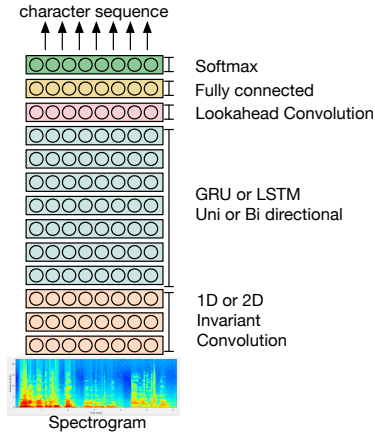 character sequence
Softmax
Fully connected
Lookahead Convolution
GRU or LSTM
Uni or Bi directional
1D or 2D
Invariant
Convolution
Spectrogram